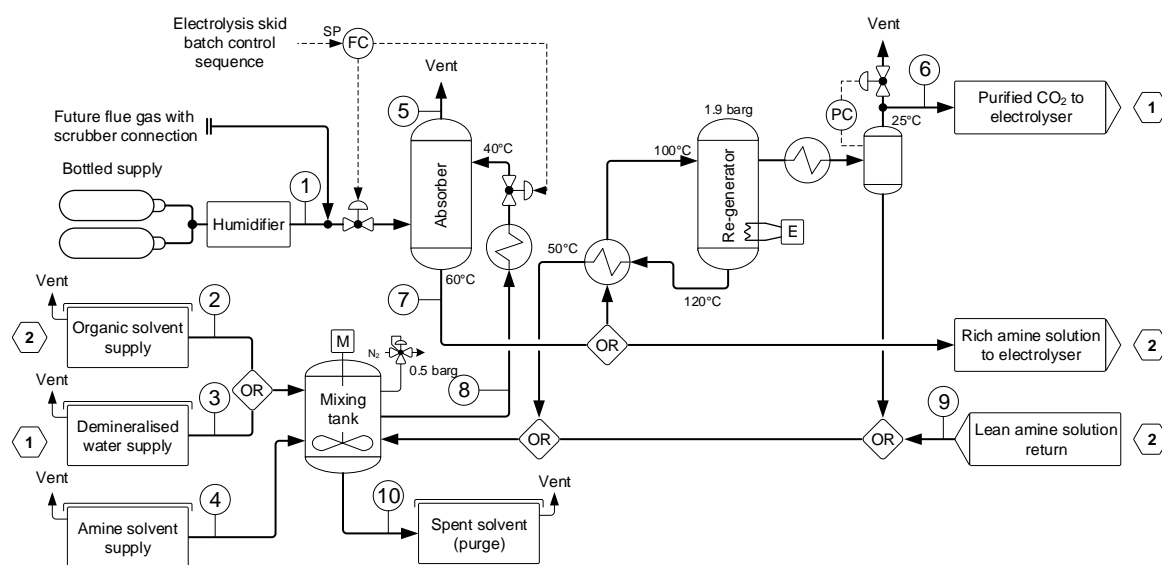 Electrolysis skid
batch control
sequence
SP
FC
Vent
5
Vent
6
Purified CO₂ to
electrolyser
1
PC
25°C
1.9 barg
Future flue gas with
scrubber connection
Bottled supply
Humidifier
1
Absorber
40°C
60°C
100°C
Re-generator
E
50°C
120°C
7
Vent
2
Organic solvent
supply
2
OR
M
N₂
0.5 barg
8
OR
Rich amine solution
to electrolyser
2
Vent
3
Demineralised
water supply
1
Mixing
tank
OR
OR
9
Lean amine solution
return
2
Vent
4
Amine solvent
supply
10
Spent solvent
(purge)
Vent